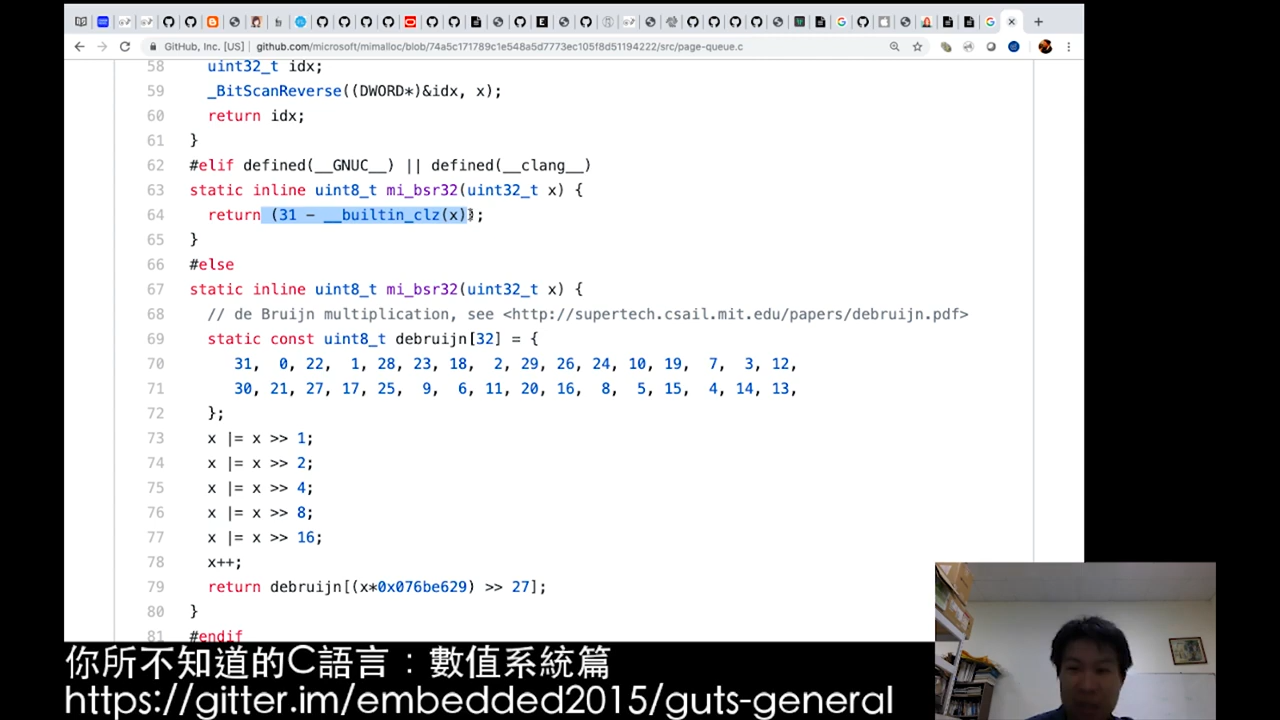 GitHub, Inc. [US] github.com/microsoft/mimalloc/blob/74a5c171789c1e548a5d7773ec105f8d51194222/src/page-queue.c
58 uint32_t idx;
59 _BitScanReverse((DWORD*)&idx, x);
60 return idx;
61 }
62 #elif defined(__GNUC__) || defined(__clang__)
63 static inline uint8_t mi_bsr32(uint32_t x) {
64 return (31 - __builtin_clz(x));
65 }
66 #else
67 static inline uint8_t mi_bsr32(uint32_t x) {
68 // de Bruijn multiplication, see <http://supertech.csail.mit.edu/papers/debruijn.pdf>
69 static const uint8_t debruijn[32] = {
70 31, 0, 22, 1, 28, 23, 18, 2, 29, 26, 24, 10, 19, 7, 3, 12,
71 30, 21, 27, 17, 25, 9, 6, 11, 20, 16, 8, 5, 15, 4, 14, 13,
72 };
73 x |= x >> 1;
74 x |= x >> 2;
75 x |= x >> 4;
76 x |= x >> 8;
77 x |= x >> 16;
78 x++;
79 return debruijn[(x*0x076be629) >> 27];
80 }
81 #endif
你所不知道的C語言：數值系統篇
https://gitter.im/embedded2015/guts-general